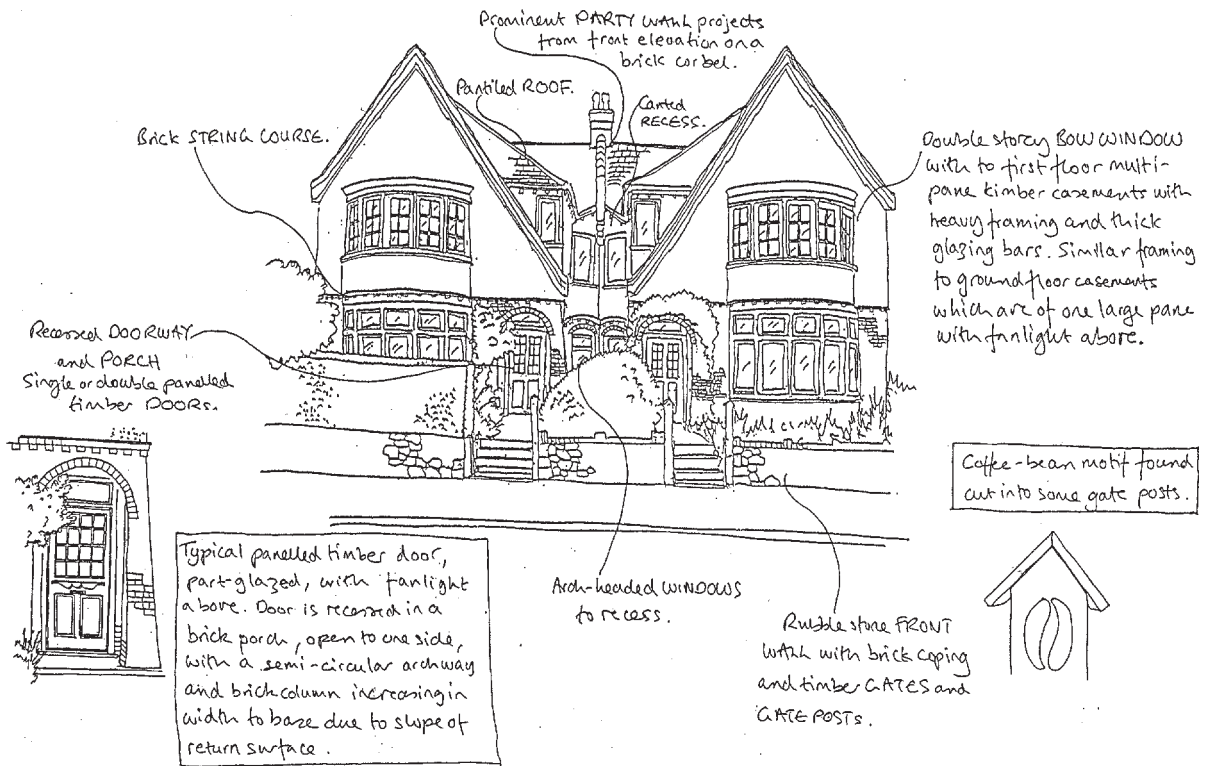 Prominent PARTY WALL projects
from front elevation on a
brick corbel.
Pantiled ROOF.
Canted
RECESS.
Brick STRING COURSE.
Double storey BOW WINDOW
with to first floor multi-
pane timber casements with
heavy framing and thick
glazing bars. Similar framing
to ground floor casements
which are of one large pane
with fanlight above.
Recessed DOORWAY
and PORCH
Single or double panelled
timber DOORS.
Coffee-bean motif found
cut into some gate posts.
Typical panelled timber door,
part-glazed, with fanlight
above. Door is recessed in a
brick porch, open to one side,
with a semi-circular archway
and brick column increasing in
width to base due to slope of
return surface.
Arch-headed WINDOWS
to recess.
Rubble stone FRONT
WALL with brick coping
and timber GATES and
GATE POSTS.